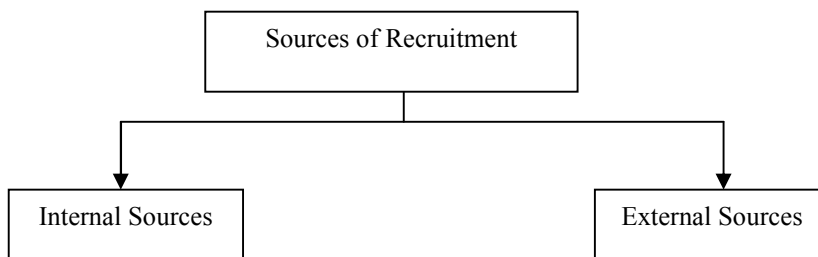 Sources of Recruitment
Internal Sources
External Sources